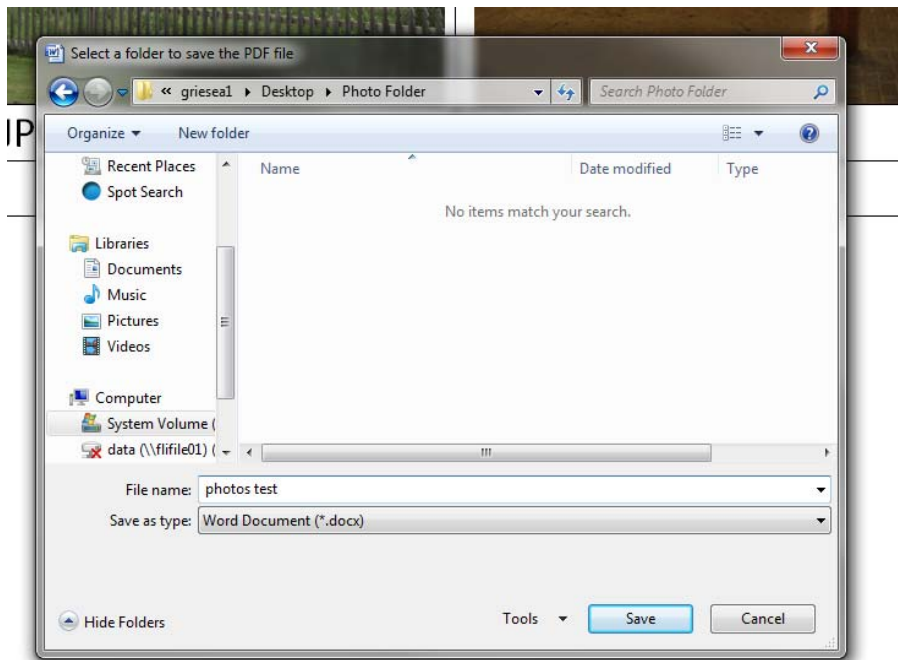 Select a folder to save the PDF file
« griesea1 ▸ Desktop ▸ Photo Folder
Search Photo Folder
JP
Organize
New folder
Recent Places
Name
Date modified
Type
Spot Search
No items match your search.
Libraries
Documents
Music
Pictures
Videos
Computer
System Volume (
data (\\flifile01) (
File name: photos test
Save as type: Word Document (*.docx)
Hide Folders
Tools
Save
Cancel